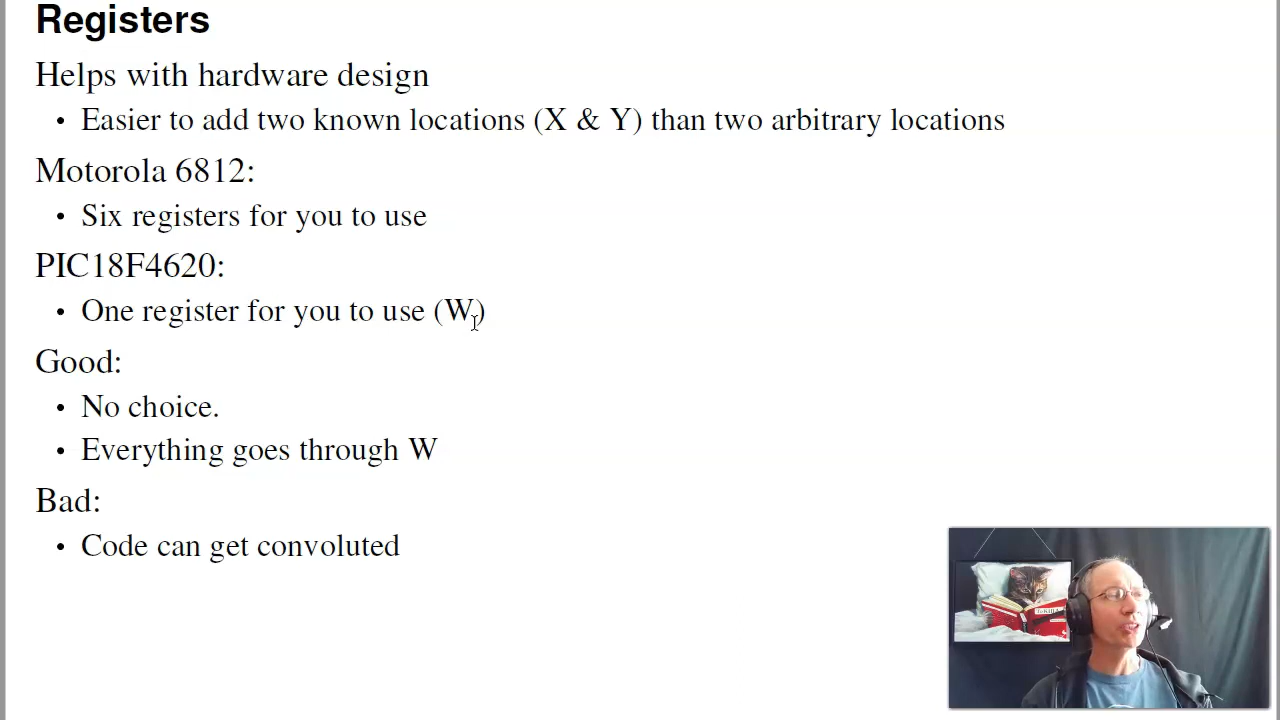 Registers
Helps with hardware design
• Easier to add two known locations (X & Y) than two arbitrary locations
Motorola 6812:
• Six registers for you to use
PIC18F4620:
• One register for you to use (W)
Good:
• No choice.
• Everything goes through W
Bad:
• Code can get convoluted